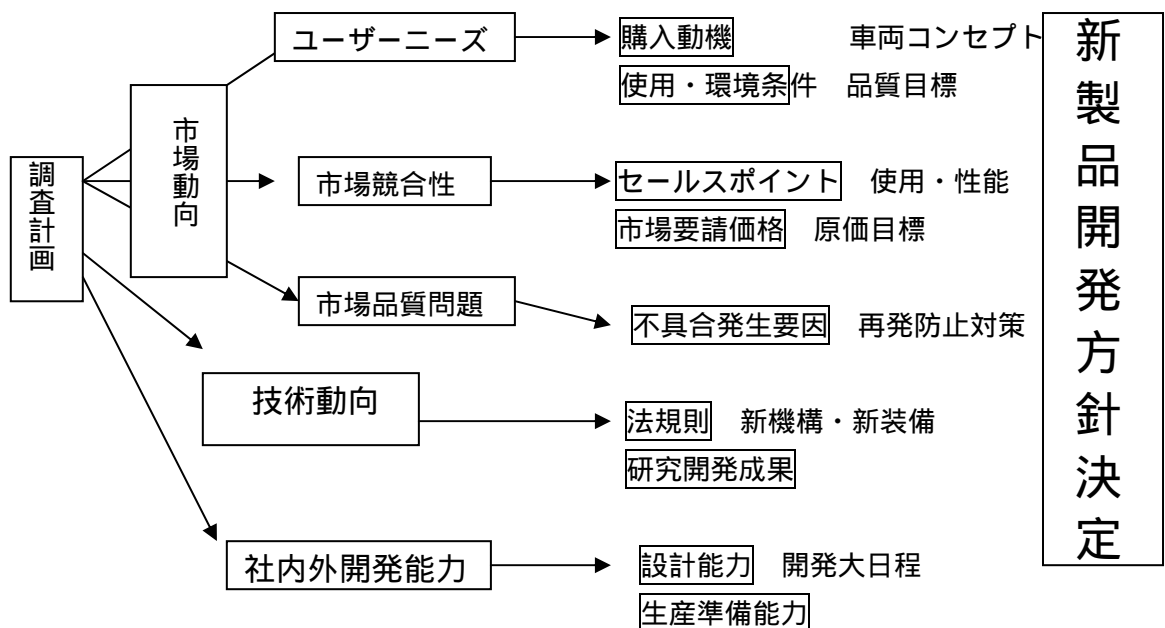 ユーザーニーズ
購入動機 車両コンセプト
使用・環境条件 品質目標
調査計画
市場動向
市場競合性
セールスポイント 使用・性能
市場要請価格 原価目標
市場品質問題
不具合発生要因 再発防止対策
技術動向
法規則 新機構・新装備
研究開発成果
社内外開発能力
設計能力 開発大日程
生産準備能力
新製品開発方針決定